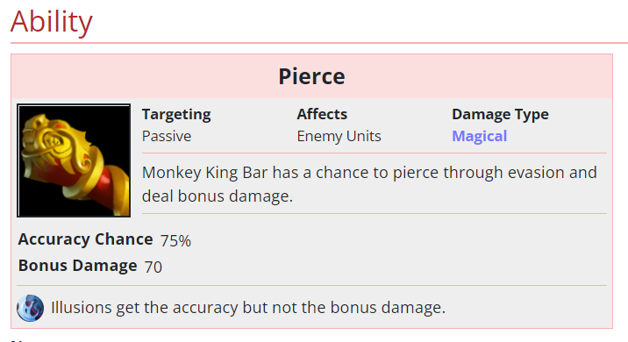 Ability
Pierce
Targeting Affects Damage Type
Passive Enemy Units Magical
Monkey King Bar has a chance to pierce through evasion and
deal bonus damage.
Accuracy Chance 75%
Bonus Damage 70
Illusions get the accuracy but not the bonus damage.